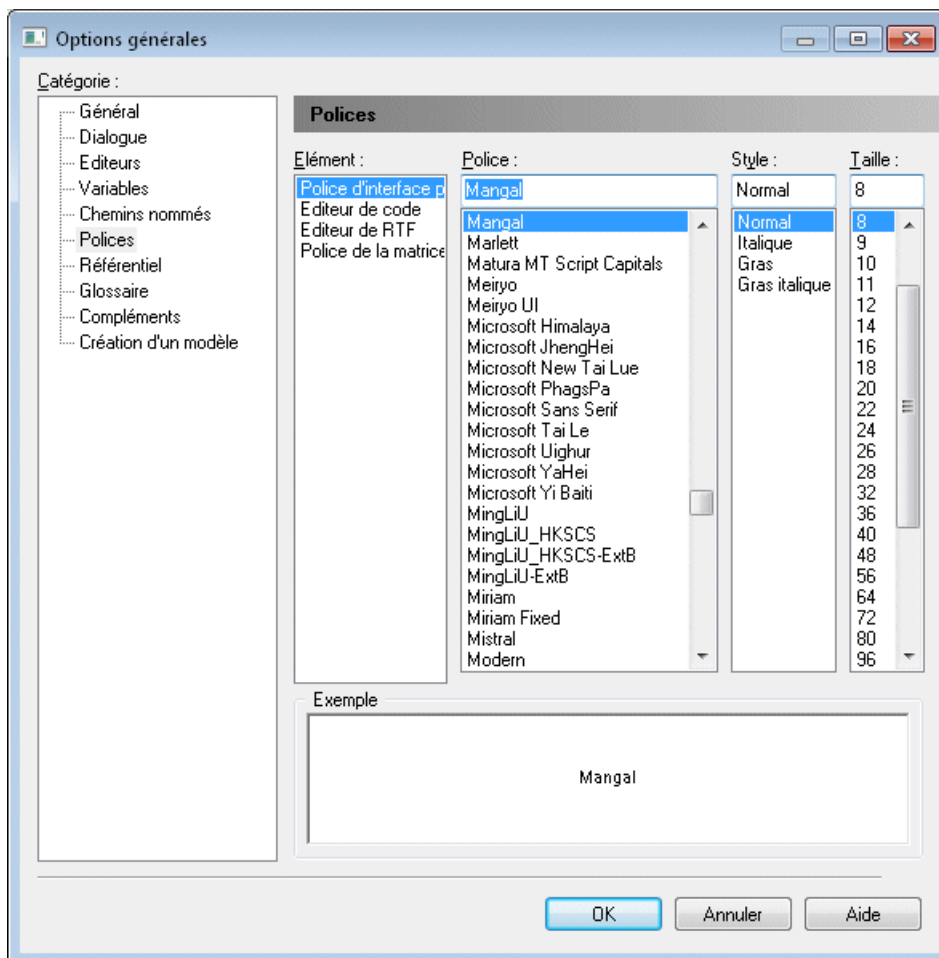 Options générales
Catégorie :
Général
Dialogue
Editeurs
Variables
Chemins nommés
Polices
Référentiel
Glossaire
Compléments
Création d'un modèle
Polices
Elément :
Police d'interface p
Editeur de code
Editeur de RTF
Police de la matrice
Police :
Mangal
Mangal
Marlett
Matura MT Script Capitals
Meiryo
Meiryo UI
Microsoft Himalaya
Microsoft JhengHei
Microsoft New Tai Lue
Microsoft PhagsPa
Microsoft Sans Serif
Microsoft Tai Le
Microsoft Uighur
Microsoft YaHei
Microsoft Yi Baiti
MingLiU
MingLiU_HKSCS
MingLiU_HKSCS-ExtB
MingLiU-ExtB
Miriam
Miriam Fixed
Mistral
Modern
Style :
Normal
Normal
Italique
Gras
Gras italique
Taille :
8
8
9
10
11
12
14
16
18
20
22
24
26
28
32
36
40
48
56
64
72
80
96
Exemple
Mangal
OK
Annuler
Aide